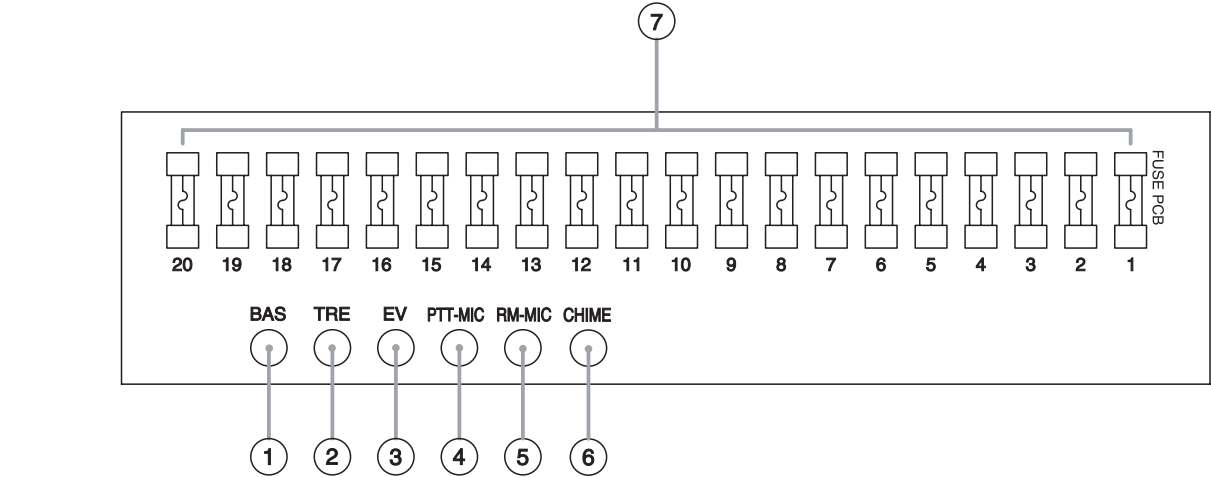 7
FUSE PCB
20 19 18 17 16 15 14 13 12 11 10 9 8 7 6 5 4 3 2 1
BAS TRE EV PTT-MIC RM-MIC CHIME
1 2 3 4 5 6